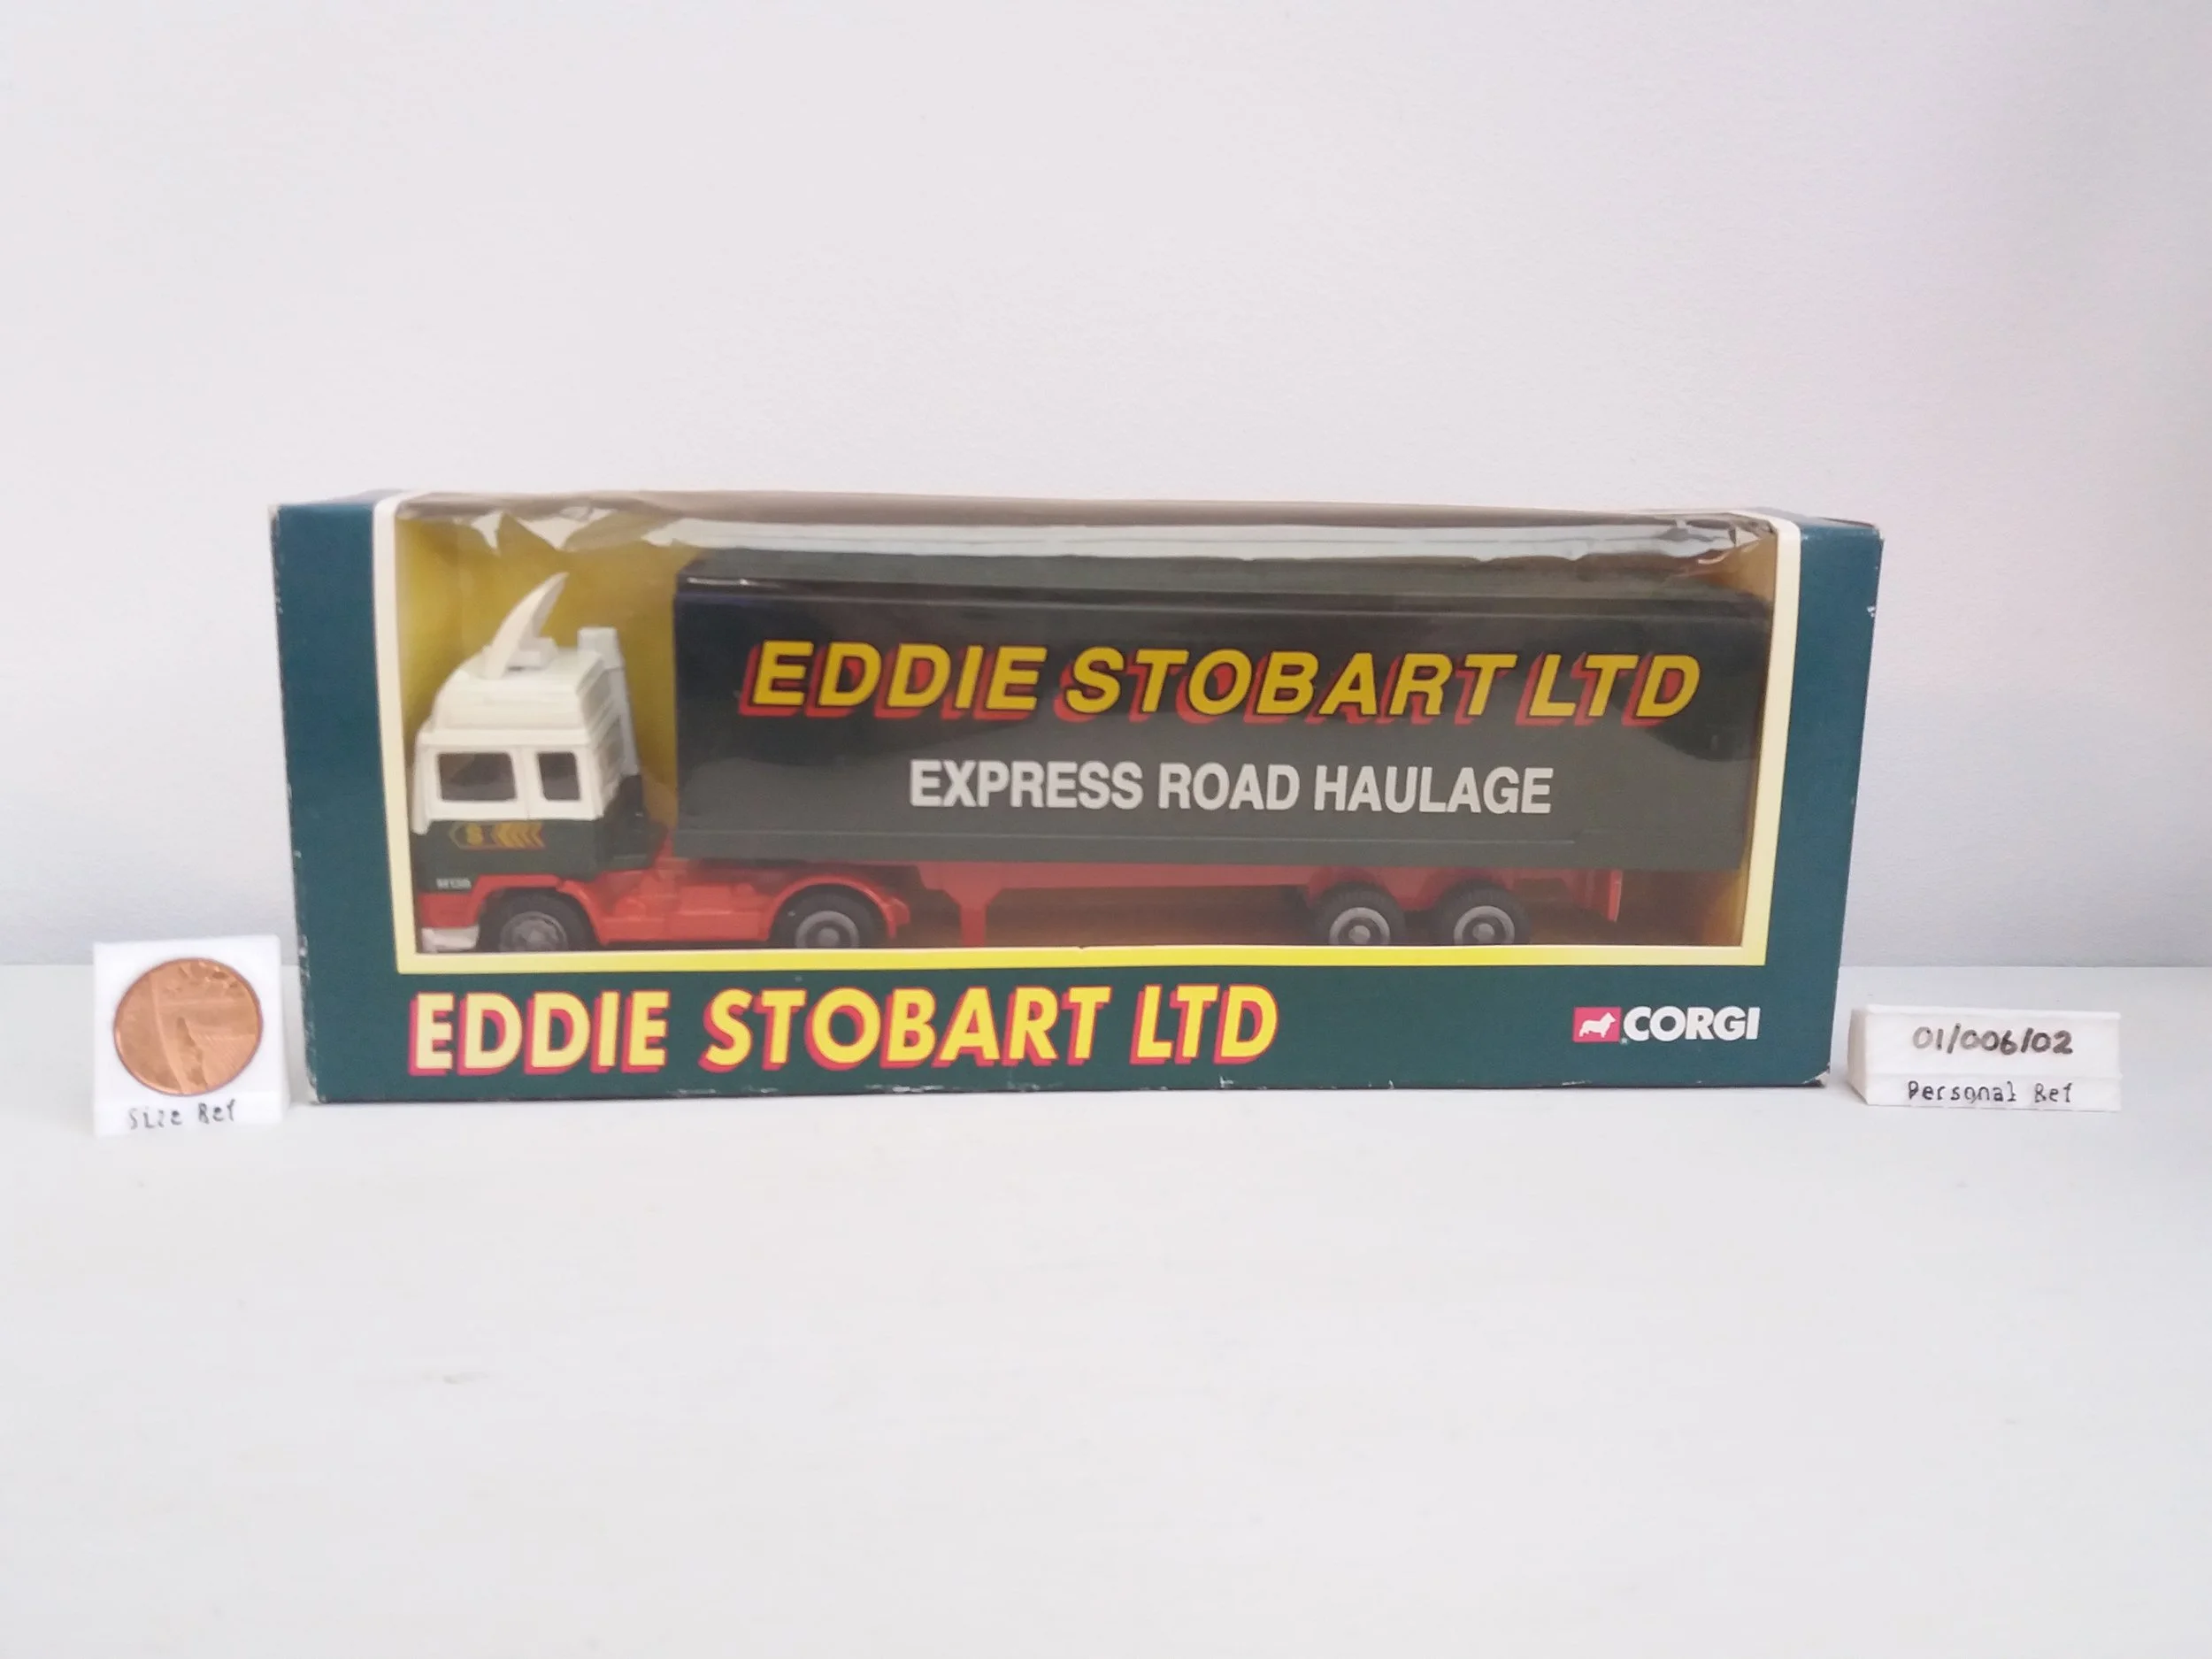 EDDIE STOBART LTD
EXPRESS ROAD HAULAGE
S
EDDIE STOBART LTD
CORGI
Size Ref
01/006/02
Personal Ref